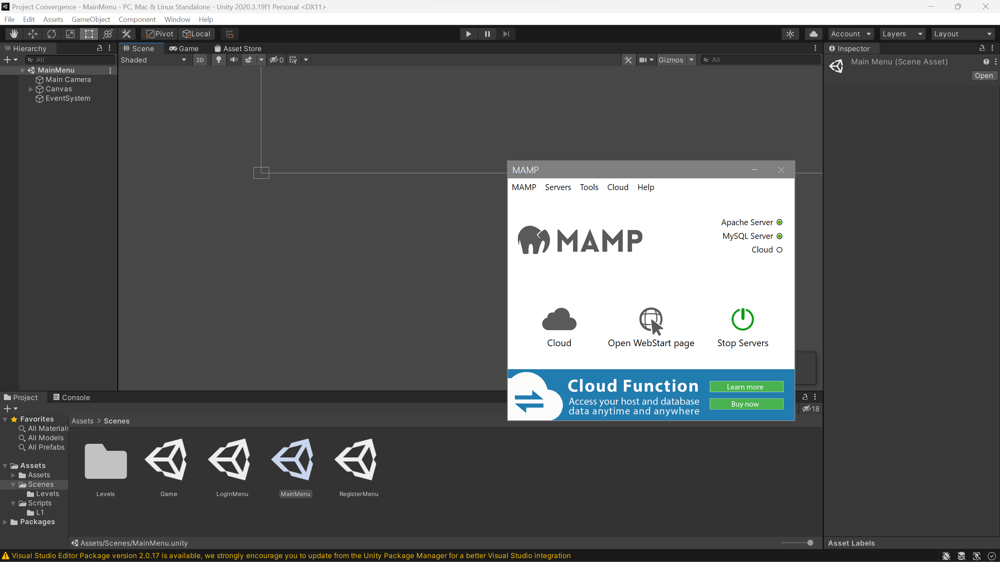 Project Convergence - MainMenu - PC, Mac & Linux Standalone - Unity 2020.3.19f1 Personal <DX11>
File Edit Assets GameObject Component Window Help
Pivot Local Account Layers Layout
Hierarchy
Scene Game Asset Store
Inspector
All
Shaded 2D 0 Gizmos All
Main Menu (Scene Asset)
Open
MainMenu
Main Camera
Canvas
EventSystem
MAMP
MAMP Servers Tools Cloud Help
Apache Server
MySQL Server
Cloud
MAMP
Cloud Open WebStart page Stop Servers
Cloud Function
Access your host and database
data anytime and anywhere
Learn more
Buy now
Project Console
18
Favorites
All Materials
All Models
All Prefabs
Assets
Assets
Scenes
Levels
Scripts
L1
Packages
Assets > Scenes
Levels Game LogInMenu MainMenu RegisterMenu
Assets/Scenes/MainMenu.unity
Asset Labels
Visual Studio Editor Package version 2.0.17 is available, we strongly encourage you to update from the Unity Package Manager for a better Visual Studio integration